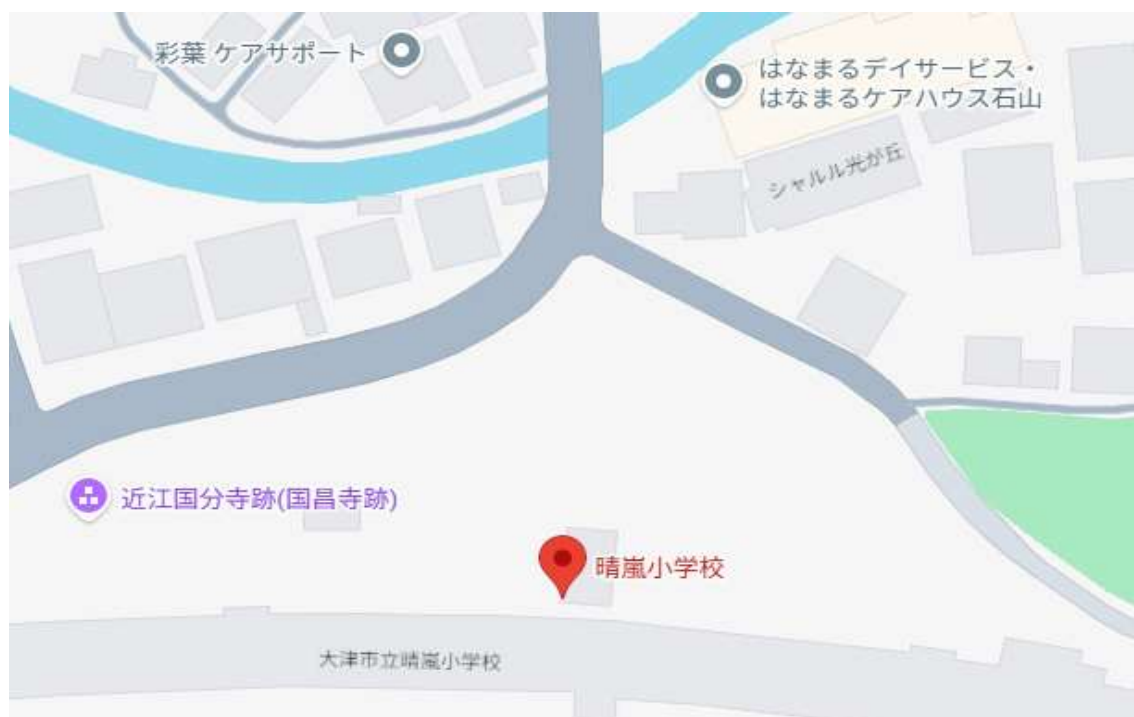 彩葉 ケアサポート
はなまるデイサービス・
はなまるケアハウス石山
シャルル光が丘
近江国分寺跡(国昌寺跡)
晴嵐小学校
大津市立晴嵐小学校